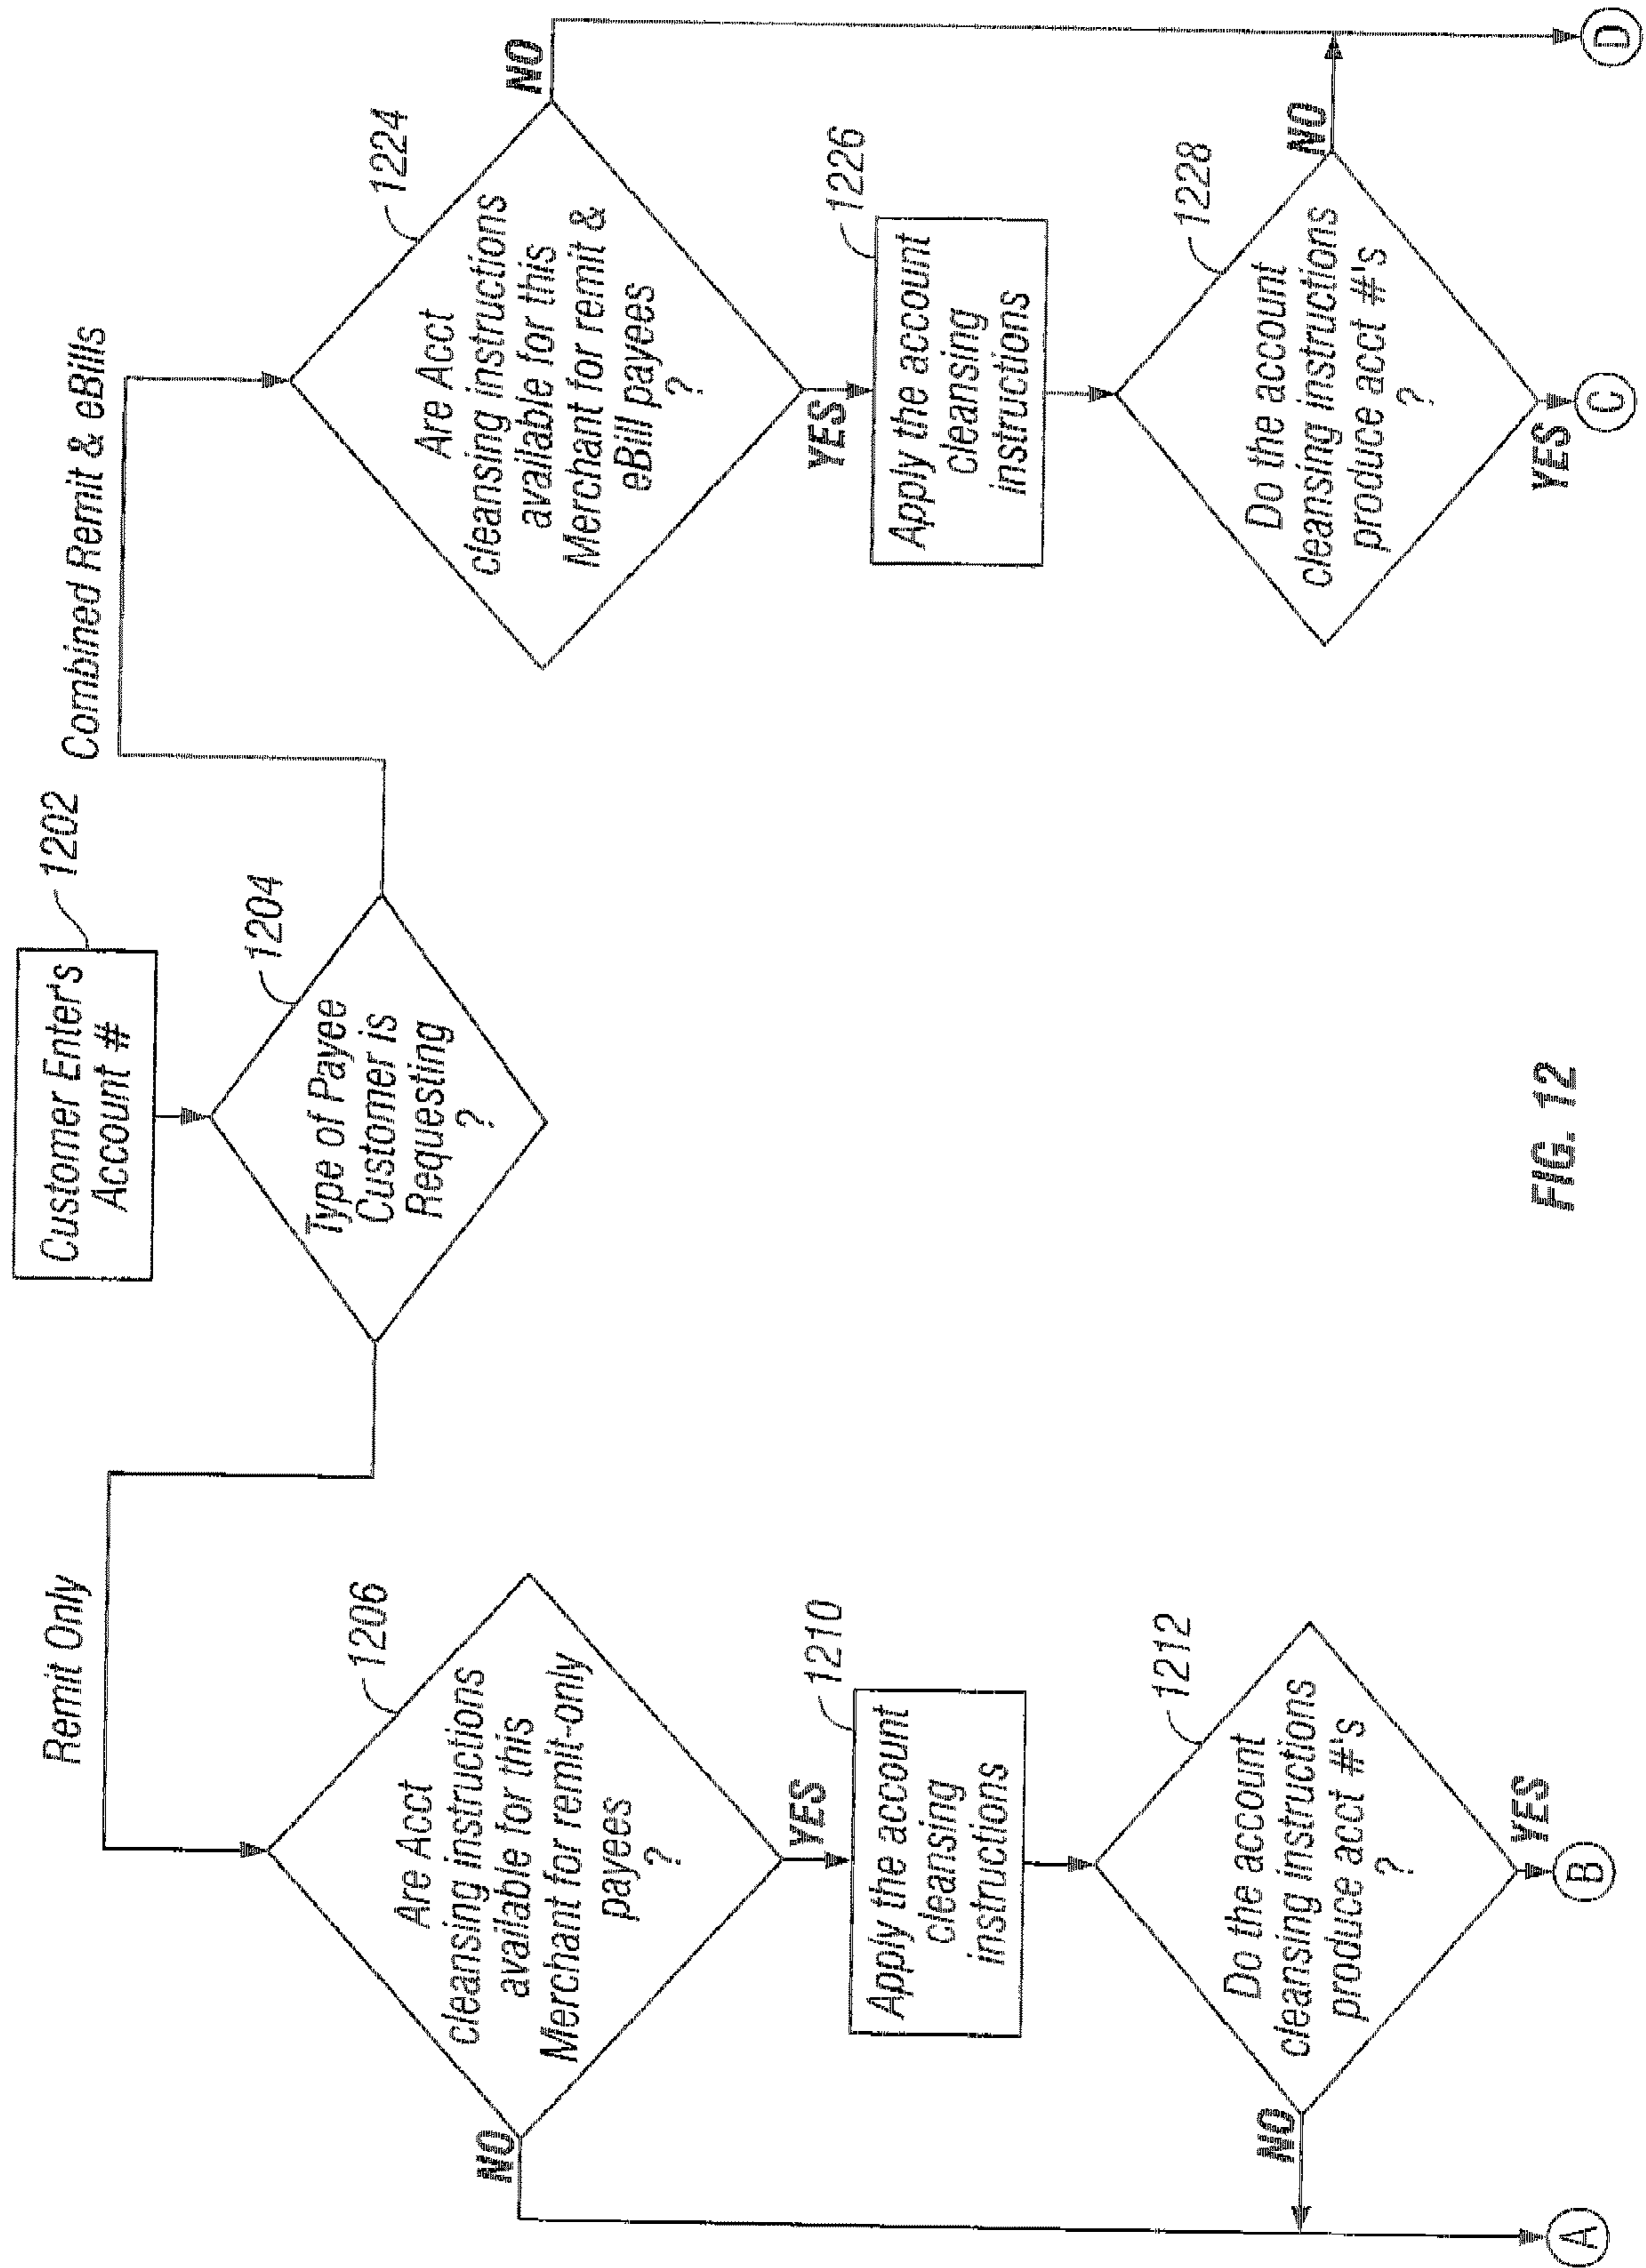 Customer Enter's
Account #
1202
Type of Payee
Customer is
Requesting
?
1204
Remit Only
Combined Remit & eBills
Are Acct
cleansing instructions
available for this
Merchant for remit-only
payees
?
1206
NO
YES
Apply the account
cleansing
instructions
1210
Do the account
cleansing instructions
produce acct #'s
?
1212
NO
YES
A
B
Are Acct
cleansing instructions
available for this
Merchant for remit &
eBill payees
?
1224
NO
YES
Apply the account
cleansing
instructions
1226
Do the account
cleansing instructions
produce acct #'s
?
1228
NO
YES
C
D
FIG. 12